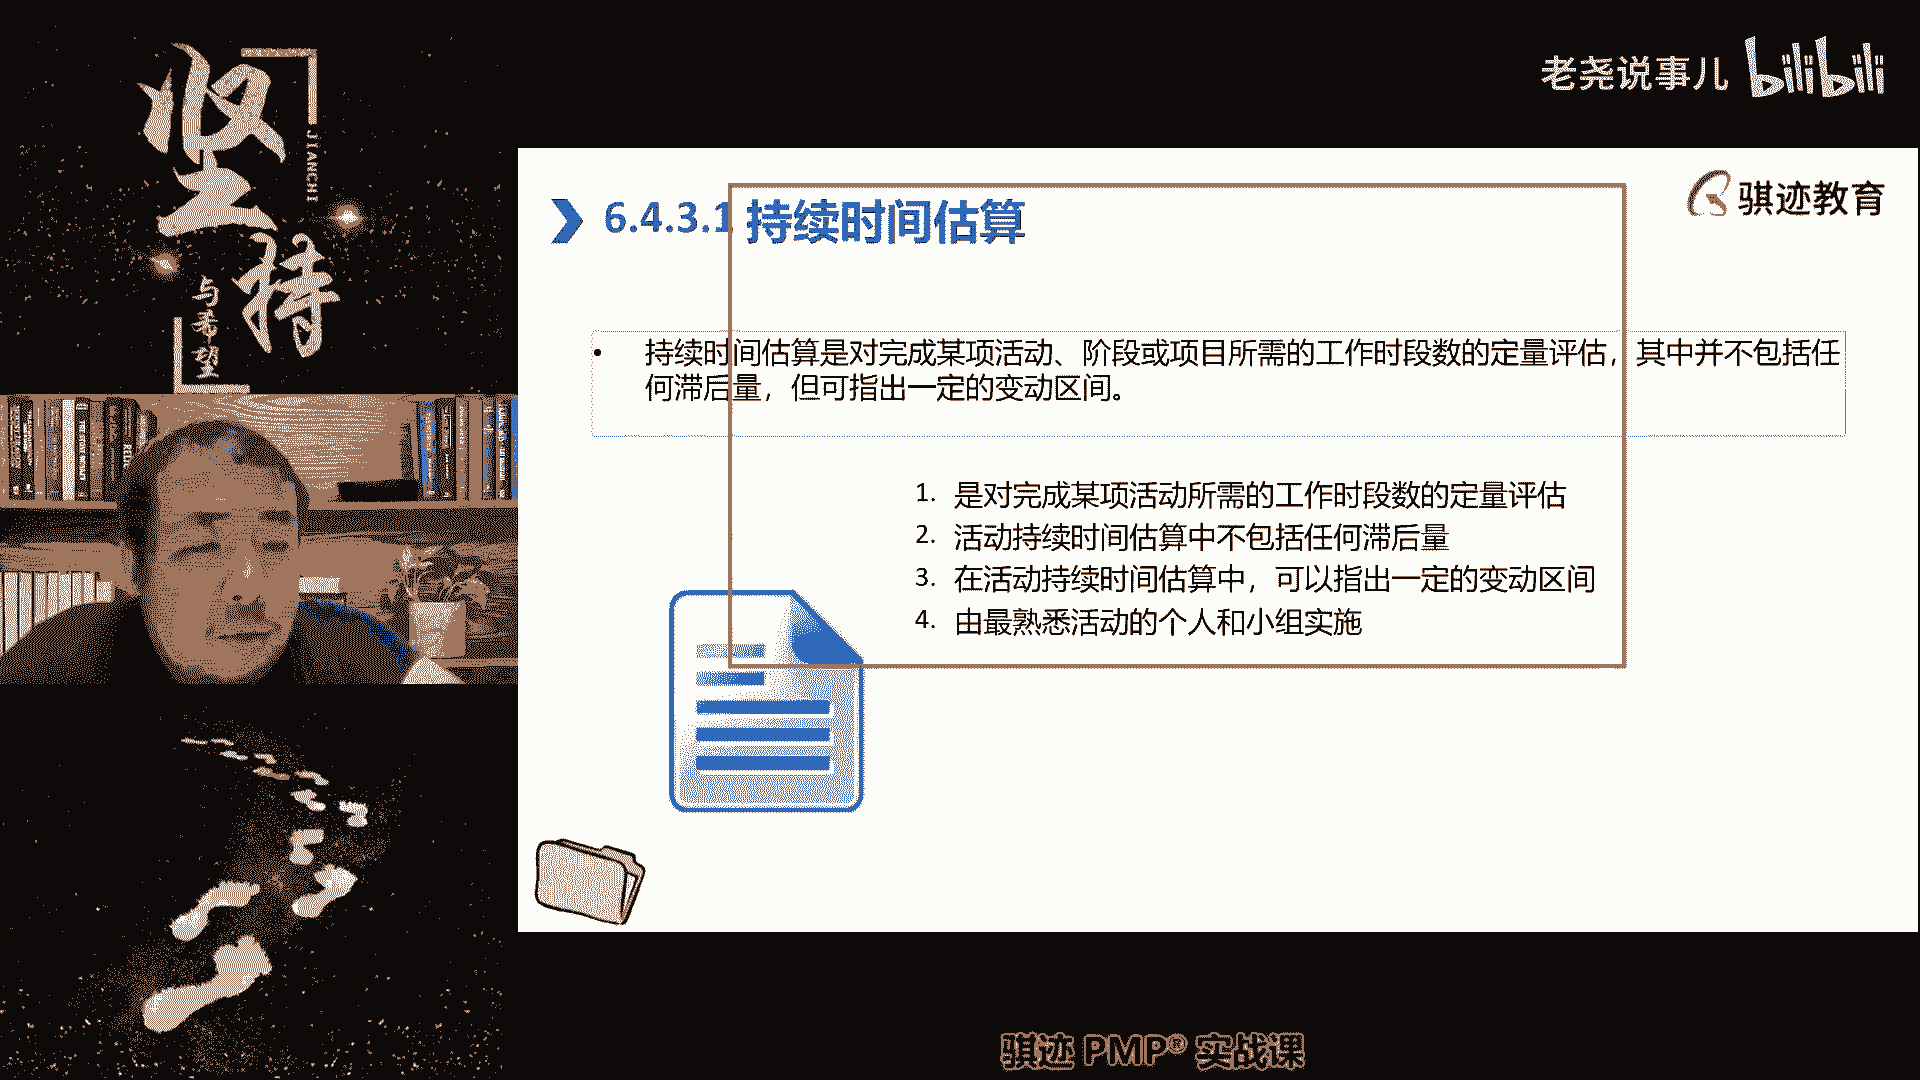 坚持
JIANCHI
与希望
老尧说事儿 bilibili
骐迹教育
6.4.3.1 持续时间估算
• 持续时间估算是对完成某项活动、阶段或项目所需的工作时段数的定量评估，其中并不包括任
何滞后量，但可指出一定的变动区间。
1. 是对完成某项活动所需的工作时段数的定量评估
2. 活动持续时间估算中不包括任何滞后量
3. 在活动持续时间估算中，可以指出一定的变动区间
4. 由最熟悉活动的个人和小组实施
骐迹 PMP® 实战课